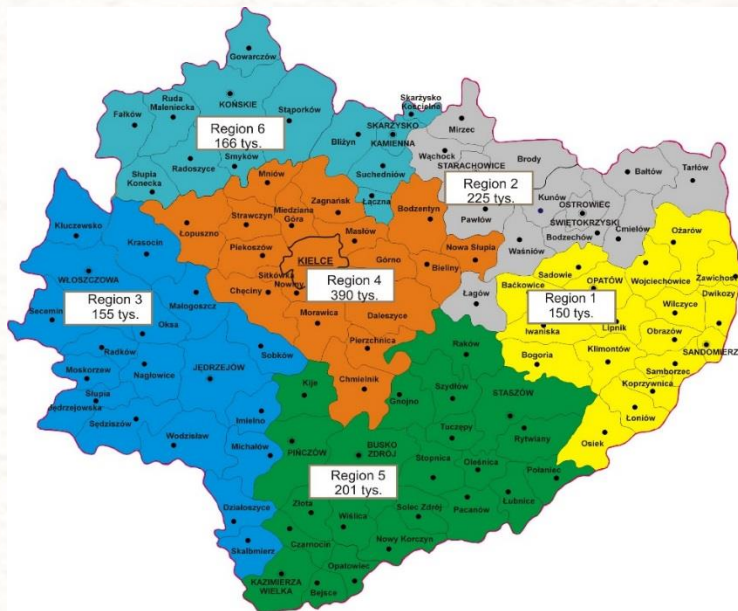 Gowarczów
Ruda
Maleniecka
KOŃSKIE
Fałków
Stąporków
Region 6
166 tys.
Radoszyce
Smyków
Słupia
Konecka
Skarżysko
Kościelne
Bliżyn
SKARŻYSKO
KAMIENNA
Suchedniów
Łączna
Mirzec
Wąchock
STARACHOWICE
Brody
Region 2
225 tys.
Pawłów
Kunów
OSTROWIEC
ŚWIĘTOKRZYSKI
Bodzechów
Waśniów
Ćmielów
Bałtów
Tarłów
Łagów
Mniów
Łopuszno
Strawczyn
Miedziana
Góra
Zagnańsk
Masłów
Bodzentyn
Nowa Słupia
Piekoszów
KIELCE
Górno
Bieliny
Sitkówka
Nowiny
Chęciny
Region 4
390 tys.
Morawica
Daleszyce
Pierzchnica
Chmielnik
Kluczewsko
Krasocin
WŁOSZCZOWA
Region 3
155 tys.
Małogoszcz
Secemin
Oksa
Radków
Moskorzew
Nagłowice
JĘDRZEJÓW
Sobków
Słupia
Jędrzejowska
Sędziszów
Wodzisław
Imielno
Michałów
Działoszyce
Skalbmierz
Ożarów
Sadowie
OPATÓW
Wojciechowice
Zawichost
Baćkowice
Dwikozy
Region 1
150 tys.
Wilczyce
Iwaniska
Lipnik
Obrazów
SANDOMIERZ
Bogoria
Klimontów
Samborzec
Koprzywnica
Łoniów
Osiek
Raków
Kije
Gnojno
Szydłów
STASZÓW
Tuczępy
Rytwiany
PIŃCZÓW
BUSKO
ZDRÓJ
Stopnica
Oleśnica
Połaniec
Region 5
201 tys.
Łubnice
Pacanów
Solec Zdrój
Złota
Wiślica
Czarnocin
Nowy Korczyn
Opatowiec
KAZIMIERZA
WIELKA
Bejsce